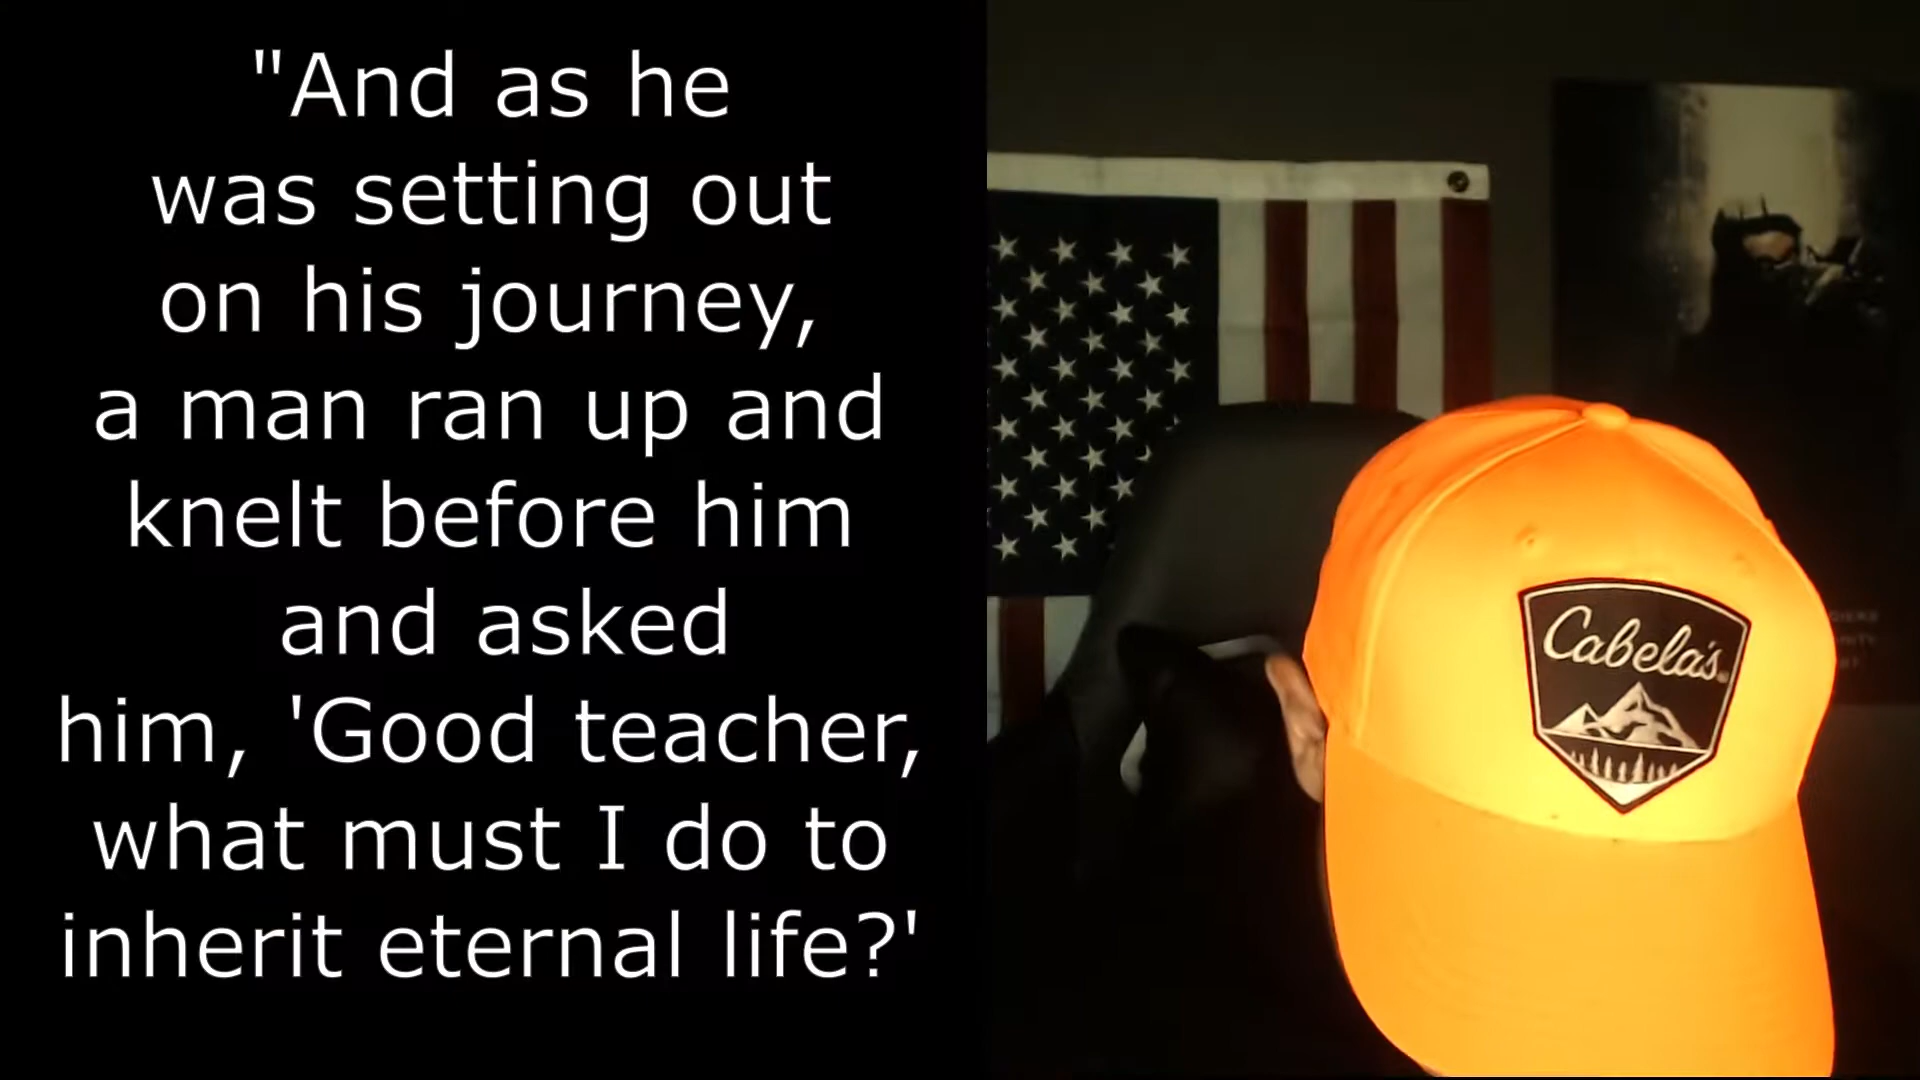 "And as he
was setting out
on his journey,
a man ran up and
knelt before him
and asked
him, 'Good teacher,
what must I do to
inherit eternal life?'
Cabela's